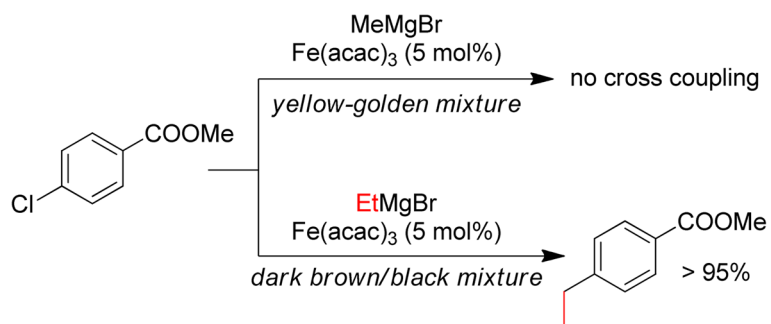 MeMgBr
Fe(acac)3 (5 mol%)
yellow-golden mixture
no cross coupling
COOMe
Cl
EtMgBr
Fe(acac)3 (5 mol%)
dark brown/black mixture
COOMe
> 95%